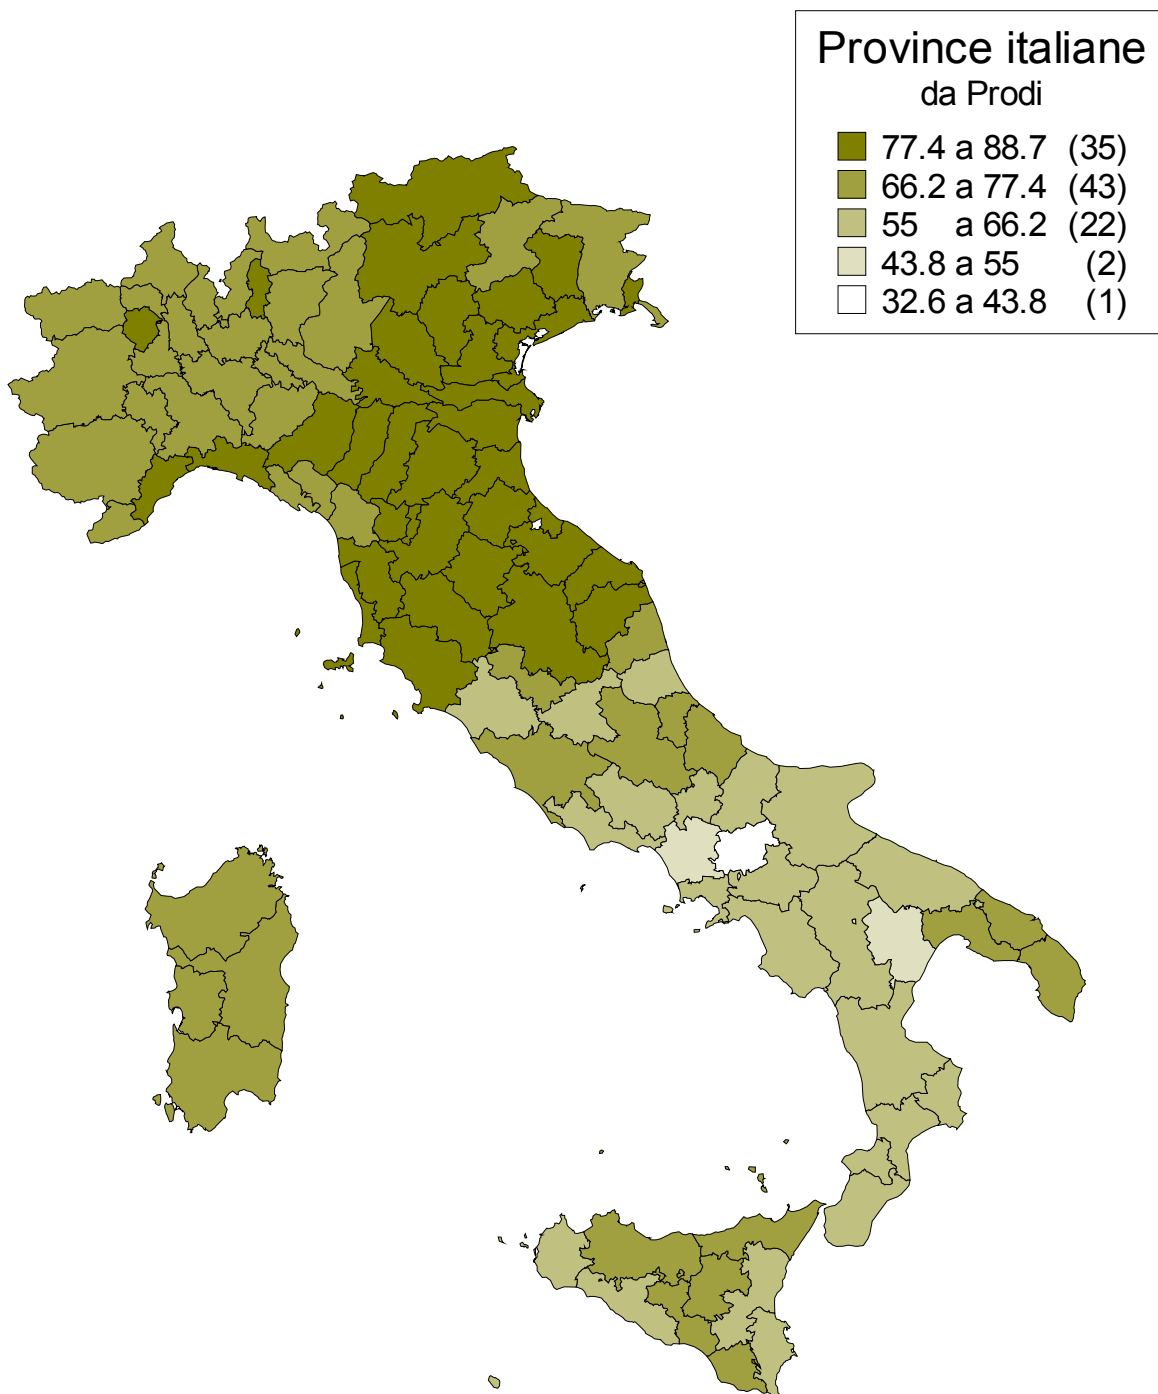 Province italiane
da Prodi
77.4 a 88.7 (35)
66.2 a 77.4 (43)
55 a 66.2 (22)
43.8 a 55 (2)
32.6 a 43.8 (1)